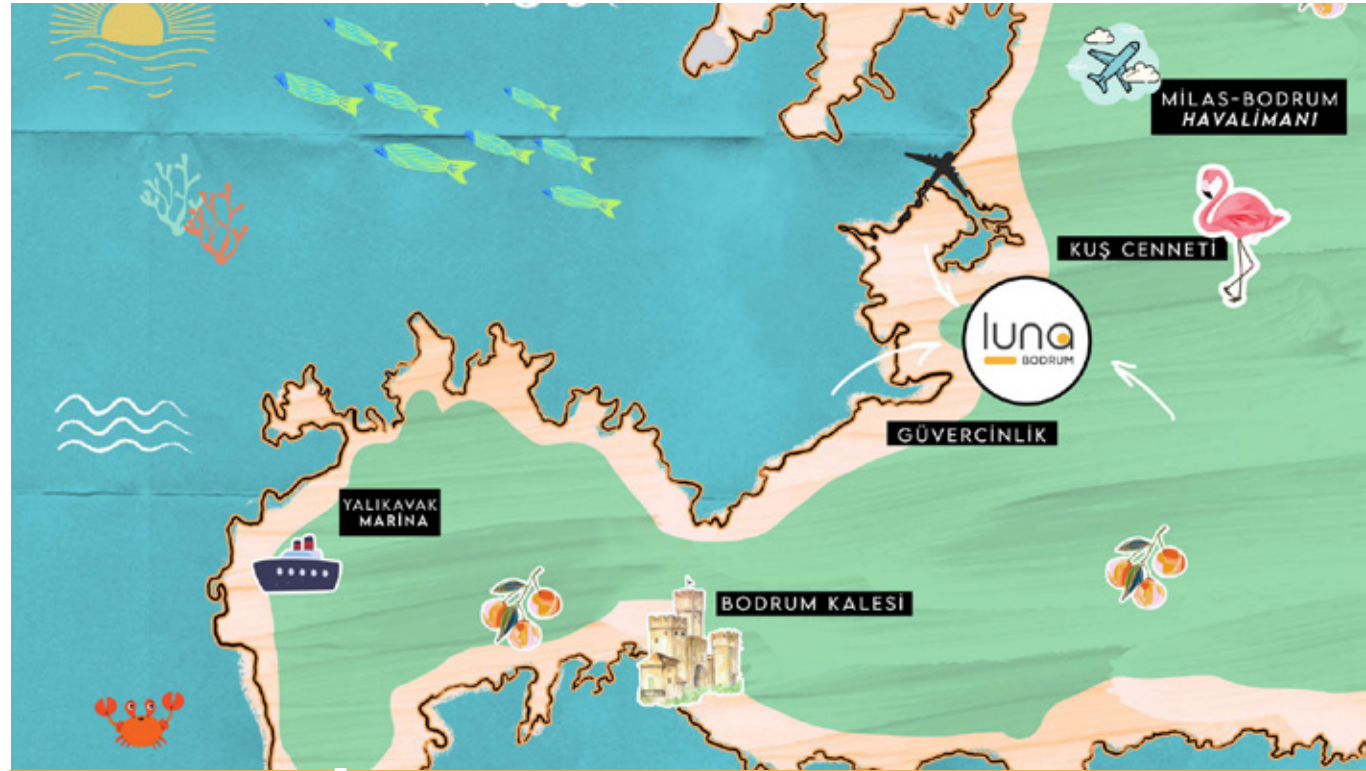 MİLAS-BODRUM
HAVALİMANI
KUŞ CENNETİ
luna
BODRUM
GÜVERCİNLİK
YALIKAVAK
MARİNA
BODRUM KALESİ